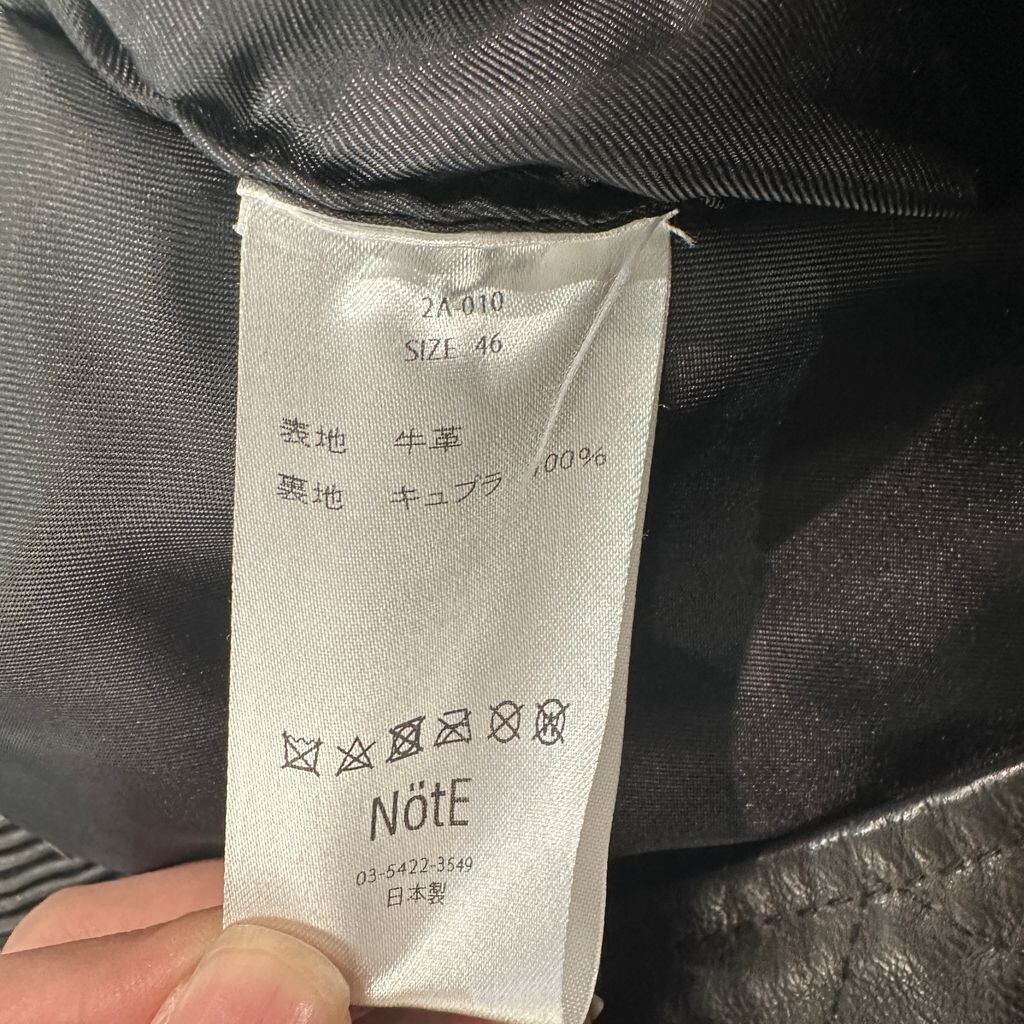 2A-010
SIZE 46
表地 牛革
裏地 キュプラ 100%
NötE
03-5422-3549
日本製